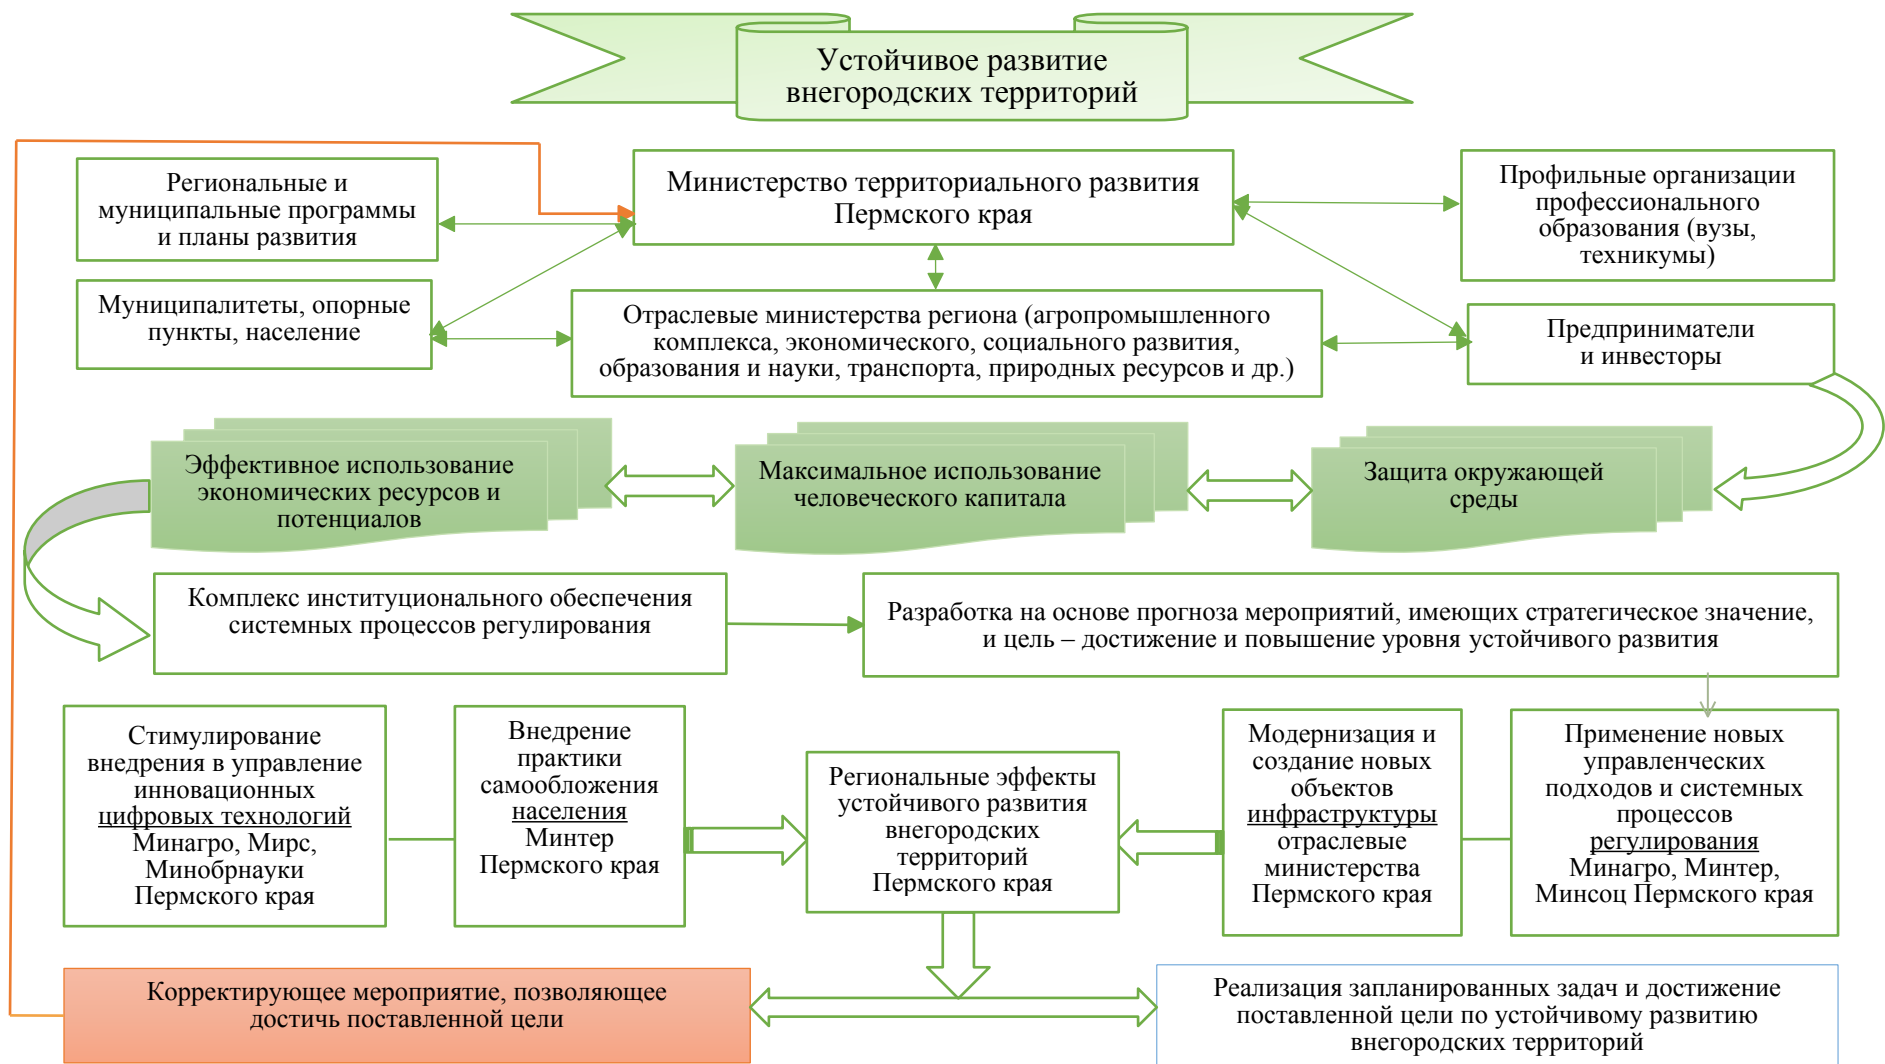 Устойчивое развитие
внегородских территорий
Региональные и
муниципальные программы
и планы развития
Министерство территориального развития
Пермского края
Профильные организации
профессионального
образования (вузы,
техникумы)
Муниципалитеты, опорные
пункты, население
Отраслевые министерства региона (агропромышленного
комплекса, экономического, социального развития,
образования и науки, транспорта, природных ресурсов и др.)
Предприниматели
и инвесторы
Эффективное использование
экономических ресурсов и
потенциалов
Максимальное использование
человеческого капитала
Защита окружающей
среды
Комплекс институционального обеспечения
системных процессов регулирования
Разработка на основе прогноза мероприятий, имеющих стратегическое значение,
и цель – достижение и повышение уровня устойчивого развития
Стимулирование
внедрения в управление
инновационных
цифровых технологий
Минагро, Мирс,
Минобрнауки
Пермского края
Внедрение
практики
самообложения
населения
Минтер
Пермского края
Региональные эффекты
устойчивого развития
внегородских
территорий
Пермского края
Модернизация и
создание новых
объектов
инфраструктуры
отраслевые
министерства
Пермского края
Применение новых
управленческих
подходов и системных
процессов
регулирования
Минагро, Минтер,
Минсоц Пермского края
Корректирующее мероприятие, позволяющее
достичь поставленной цели
Реализация запланированных задач и достижение
поставленной цели по устойчивому развитию
внегородских территорий